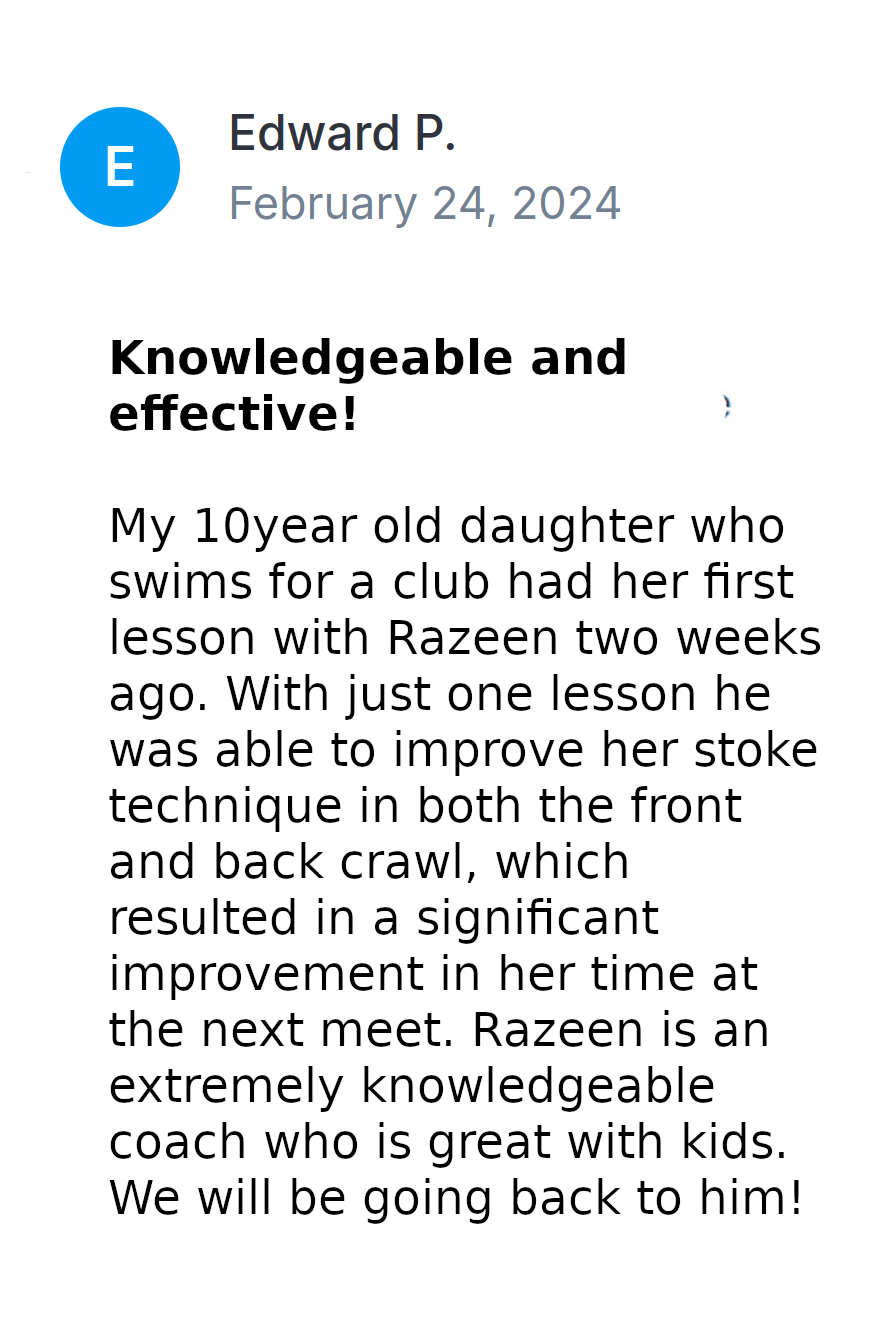 E
Edward P.
February 24, 2024
Knowledgeable and
effective!
My 10year old daughter who
swims for a club had her first
lesson with Razeen two weeks
ago. With just one lesson he
was able to improve her stoke
technique in both the front
and back crawl, which
resulted in a significant
improvement in her time at
the next meet. Razeen is an
extremely knowledgeable
coach who is great with kids.
We will be going back to him!